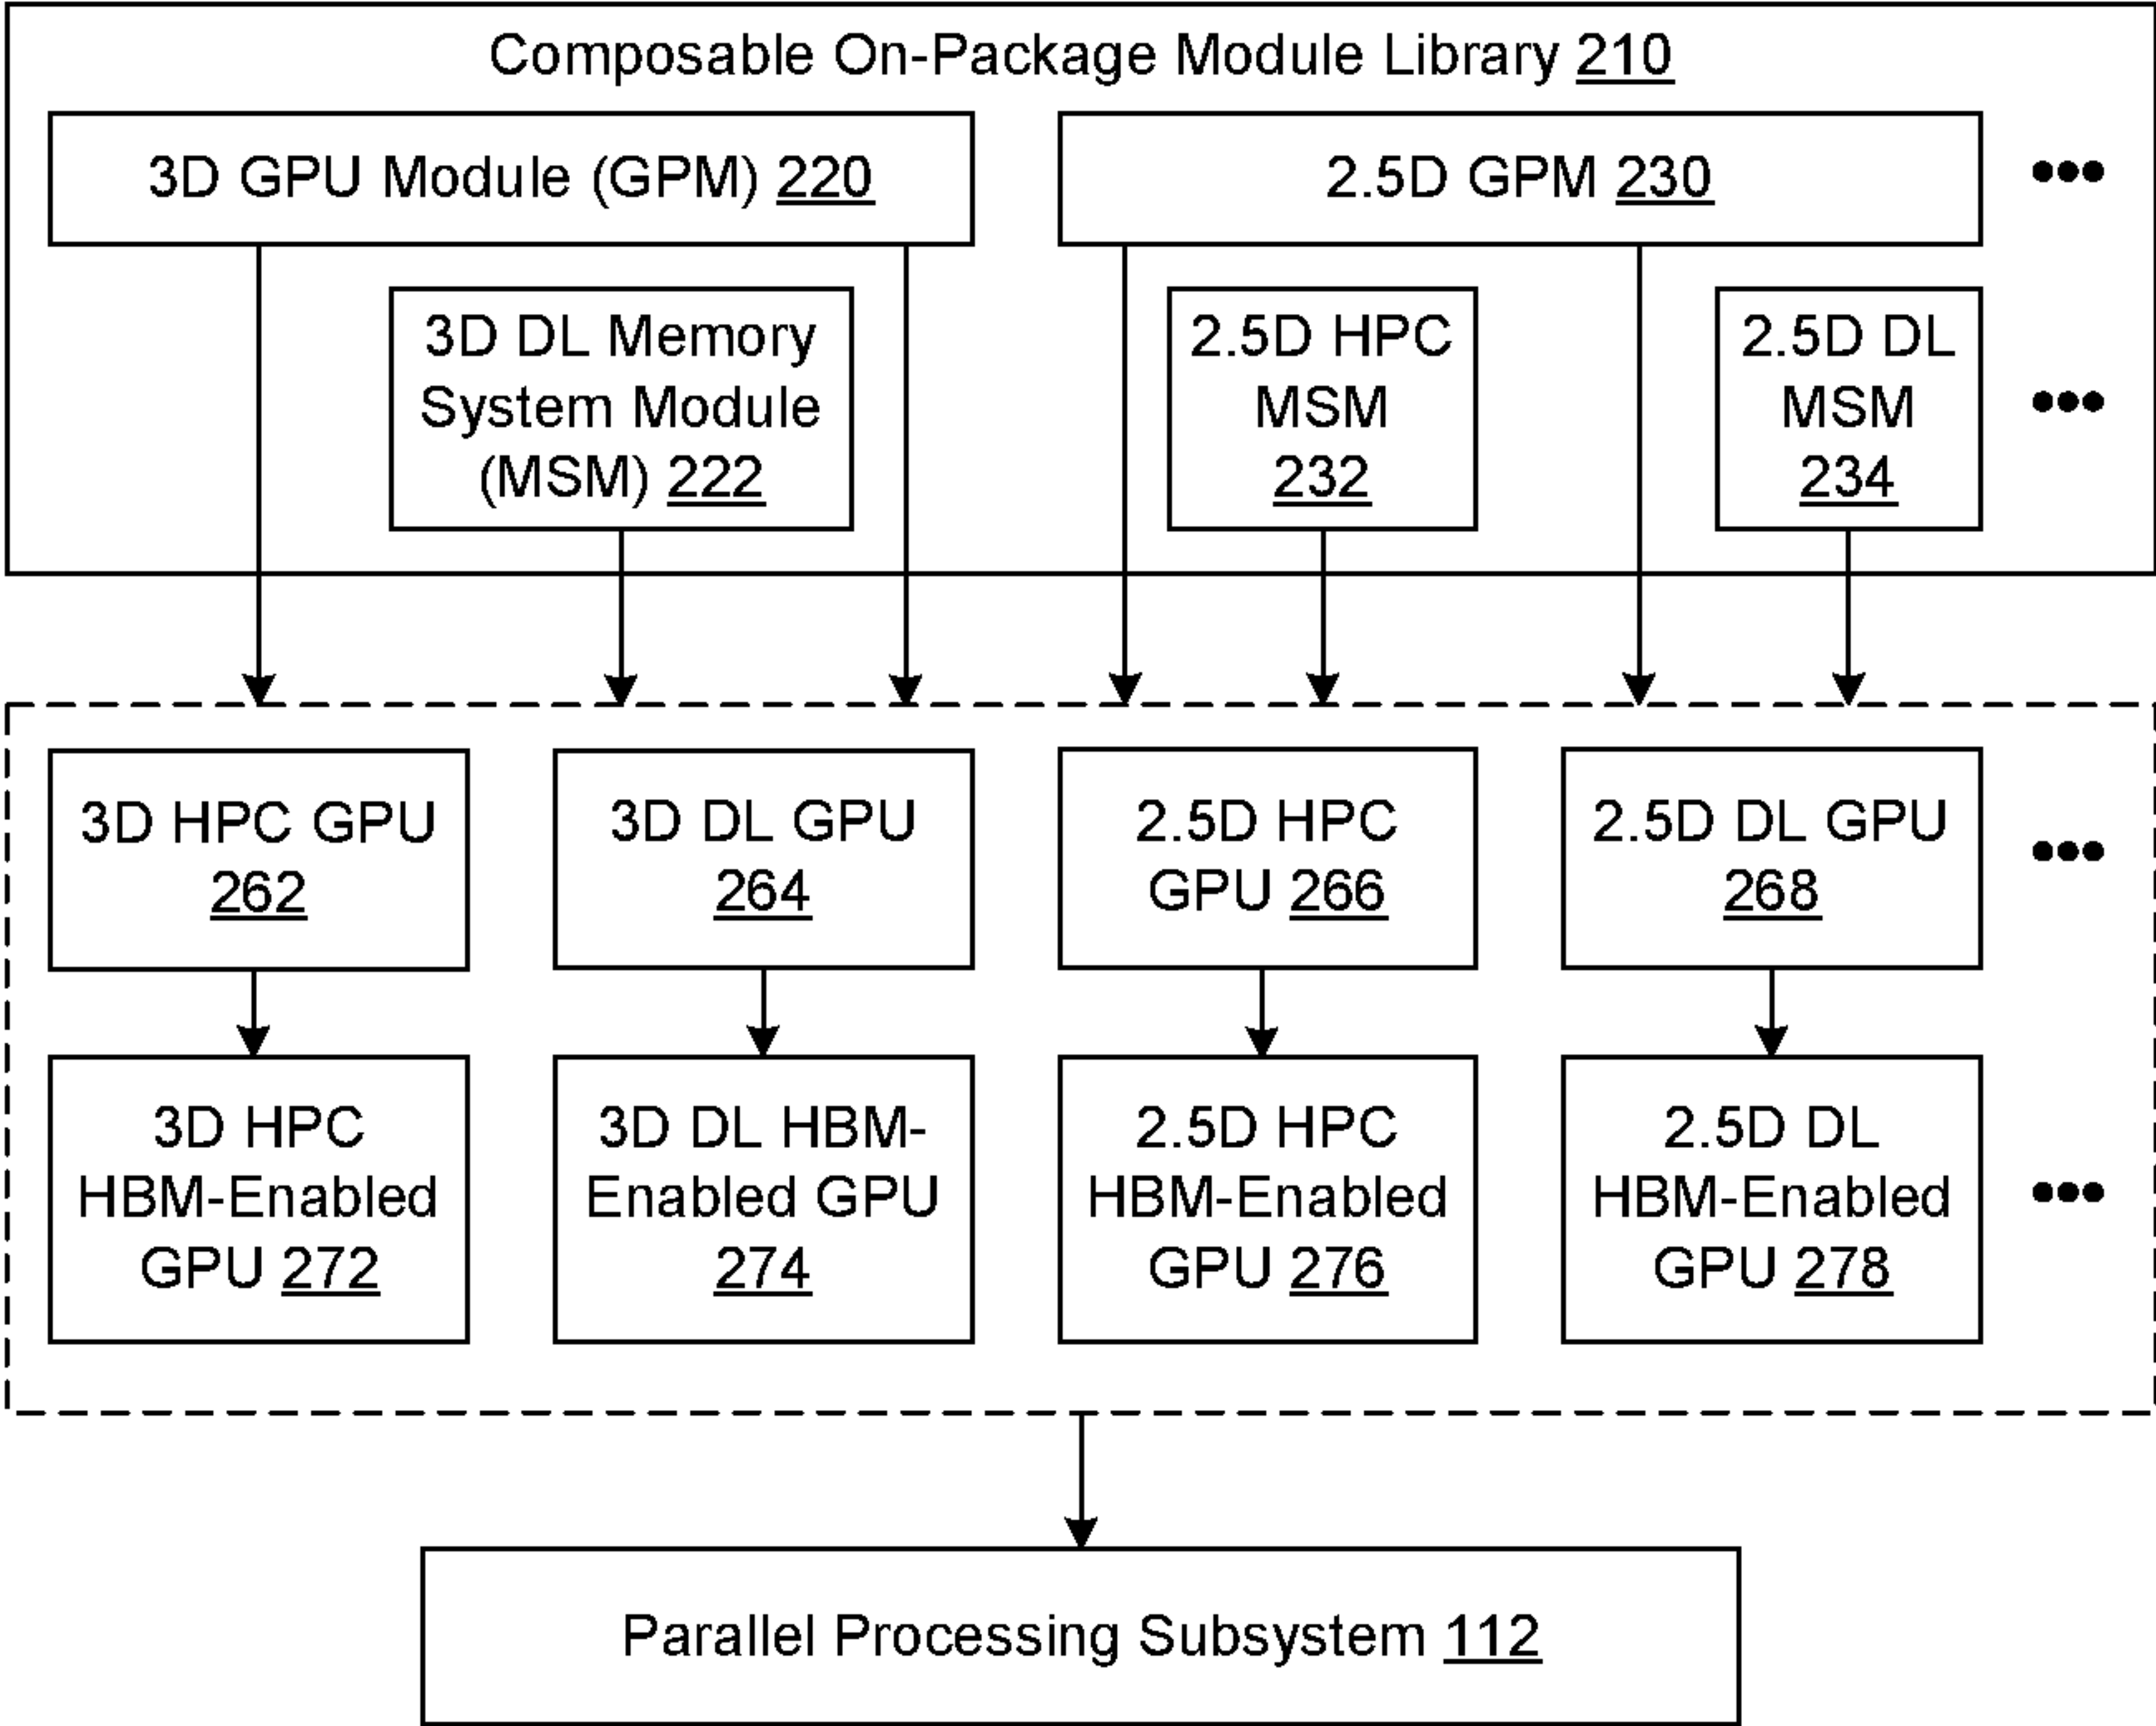 Composable On-Package Module Library 210
3D GPU Module (GPM) 220
2.5D GPM 230
•••
3D DL Memory
System Module
(MSM) 222
2.5D HPC
MSM
232
2.5D DL
MSM
234
•••
3D HPC GPU
262
3D DL GPU
264
2.5D HPC
GPU 266
2.5D DL GPU
268
•••
3D HPC
HBM-Enabled
GPU 272
3D DL HBM-
Enabled GPU
274
2.5D HPC
HBM-Enabled
GPU 276
2.5D DL
HBM-Enabled
GPU 278
•••
Parallel Processing Subsystem 112